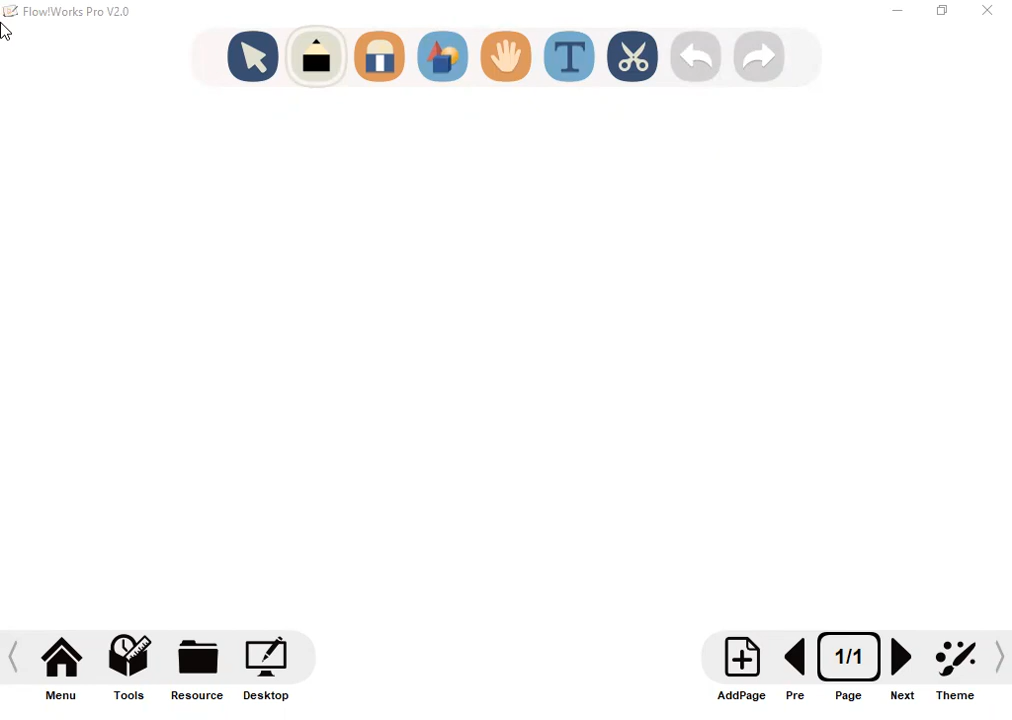 Flow!Works Pro V2.0
T
1/1
Menu Tools Resource Desktop AddPage Pre Page Next Theme